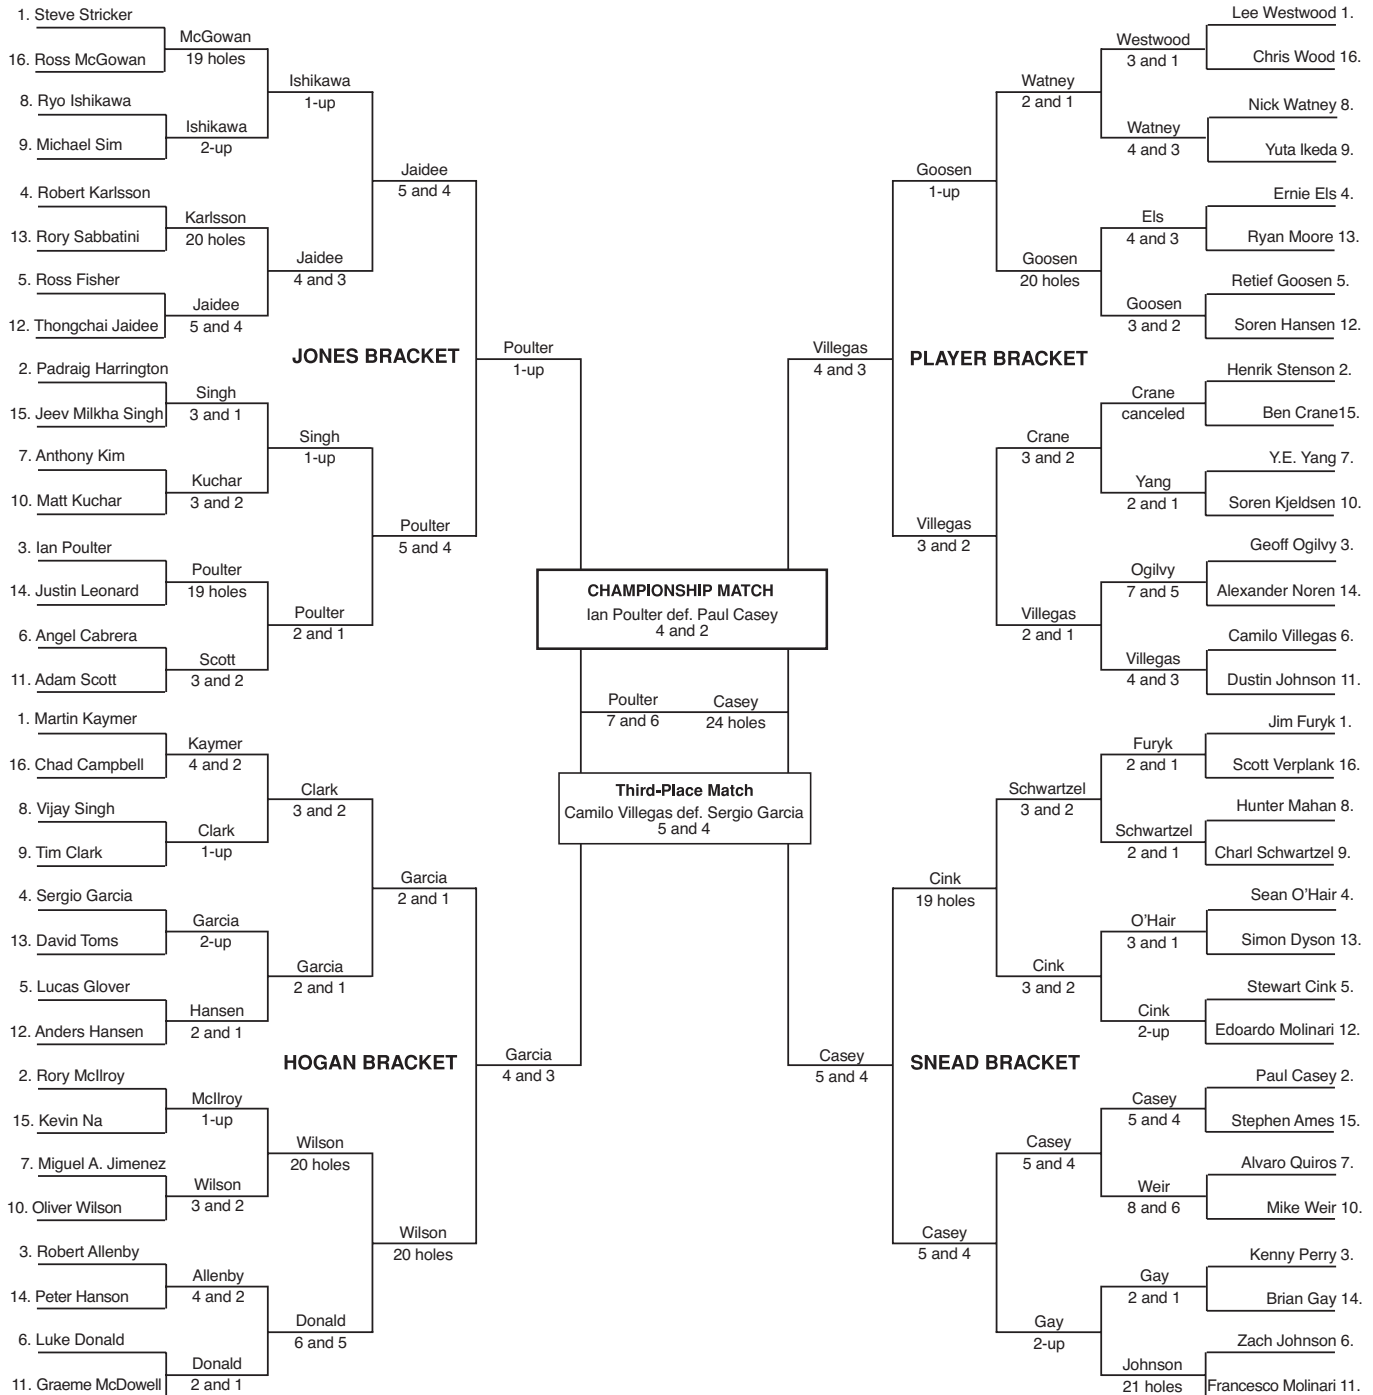 1. Steve Stricker
16. Ross McGowan
8. Ryo Ishikawa
9. Michael Sim
4. Robert Karlsson
13. Rory Sabbatini
5. Ross Fisher
12. Thongchai Jaidee
2. Padraig Harrington
15. Jeev Milkha Singh
7. Anthony Kim
10. Matt Kuchar
3. Ian Poulter
14. Justin Leonard
6. Angel Cabrera
11. Adam Scott
McGowan
19 holes
Ishikawa
2-up
Karlsson
20 holes
Jaidee
5 and 4
Singh
3 and 1
Kuchar
3 and 2
Poulter
19 holes
Scott
3 and 2
Ishikawa
1-up
Jaidee
4 and 3
Singh
1-up
Poulter
2 and 1
Jaidee
5 and 4
Poulter
5 and 4
JONES BRACKET
Poulter
1-up
1. Martin Kaymer
16. Chad Campbell
8. Vijay Singh
9. Tim Clark
4. Sergio Garcia
13. David Toms
5. Lucas Glover
12. Anders Hansen
2. Rory McIlroy
15. Kevin Na
7. Miguel A. Jimenez
10. Oliver Wilson
3. Robert Allenby
14. Peter Hanson
6. Luke Donald
11. Graeme McDowell
Kaymer
4 and 2
Clark
1-up
Garcia
2-up
Hansen
2 and 1
McIlroy
1-up
Wilson
3 and 2
Allenby
4 and 2
Donald
2 and 1
Clark
3 and 2
Garcia
2 and 1
Wilson
20 holes
Donald
6 and 5
Garcia
2 and 1
Wilson
20 holes
HOGAN BRACKET
Garcia
4 and 3
CHAMPIONSHIP MATCH
Ian Poulter def. Paul Casey
4 and 2
Poulter
7 and 6
Casey
24 holes
Third-Place Match
Camilo Villegas def. Sergio Garcia
5 and 4
Villegas
4 and 3
PLAYER BRACKET
Goosen
1-up
Villegas
3 and 2
Watney
2 and 1
Goosen
20 holes
Crane
3 and 2
Villegas
2 and 1
Westwood
3 and 1
Watney
4 and 3
Els
4 and 3
Goosen
3 and 2
Crane
canceled
Yang
2 and 1
Ogilvy
7 and 5
Villegas
4 and 3
Lee Westwood 1.
Chris Wood 16.
Nick Watney 8.
Yuta Ikeda 9.
Ernie Els 4.
Ryan Moore 13.
Retief Goosen 5.
Soren Hansen 12.
Henrik Stenson 2.
Ben Crane15.
Y.E. Yang 7.
Soren Kjeldsen 10.
Geoff Ogilvy 3.
Alexander Noren 14.
Camilo Villegas 6.
Dustin Johnson 11.
Casey
5 and 4
SNEAD BRACKET
Cink
19 holes
Casey
5 and 4
Schwartzel
3 and 2
Cink
3 and 2
Casey
5 and 4
Gay
2-up
Furyk
2 and 1
Schwartzel
2 and 1
O'Hair
3 and 1
Cink
2-up
Casey
5 and 4
Weir
8 and 6
Gay
2 and 1
Johnson
21 holes
Jim Furyk 1.
Scott Verplank 16.
Hunter Mahan 8.
Charl Schwartzel 9.
Sean O'Hair 4.
Simon Dyson 13.
Stewart Cink 5.
Edoardo Molinari 12.
Paul Casey 2.
Stephen Ames 15.
Alvaro Quiros 7.
Mike Weir 10.
Kenny Perry 3.
Brian Gay 14.
Zach Johnson 6.
Francesco Molinari 11.